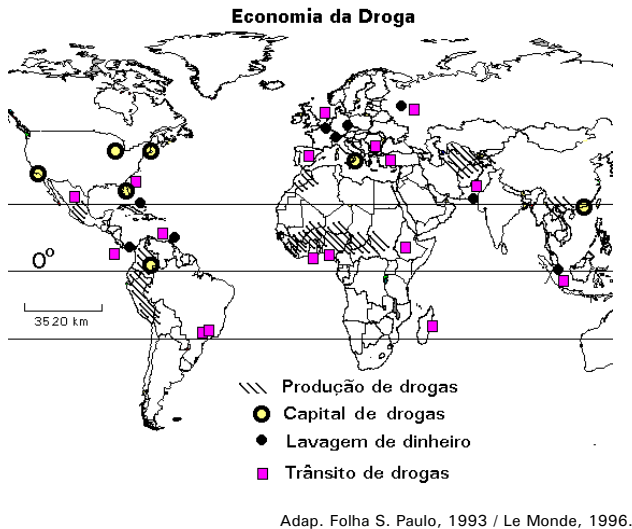 Economia da Droga
0°
3520 km
Produção de drogas
Capital de drogas
Lavagem de dinheiro
Trânsito de drogas
Adap. Folha S. Paulo, 1993 / Le Monde, 1996.